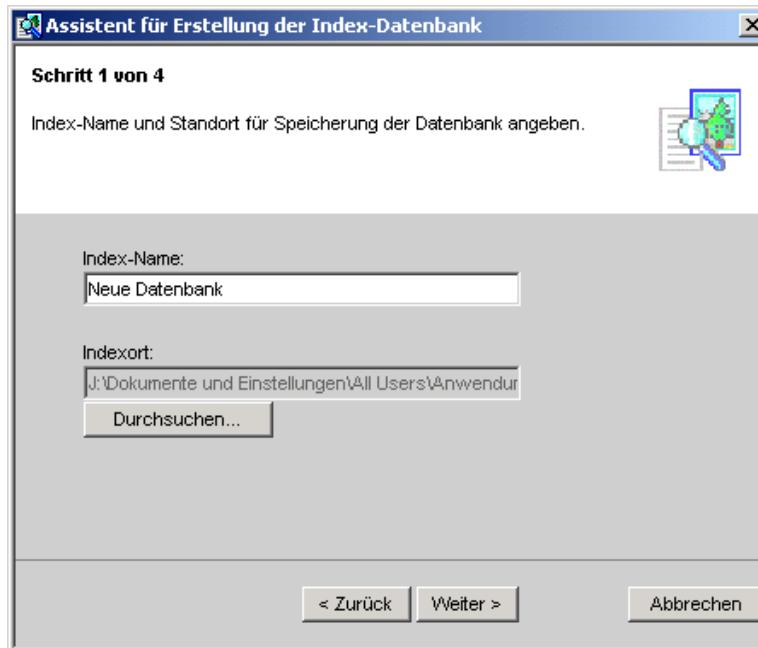 Assistent für Erstellung der Index-Datenbank
Schritt 1 von 4
Index-Name und Standort für Speicherung der Datenbank angeben.
Index-Name:
Neue Datenbank
Indexort:
J:\Dokumente und Einstellungen\All Users\Anwendur
Durchsuchen...
< Zurück Weiter > Abbrechen